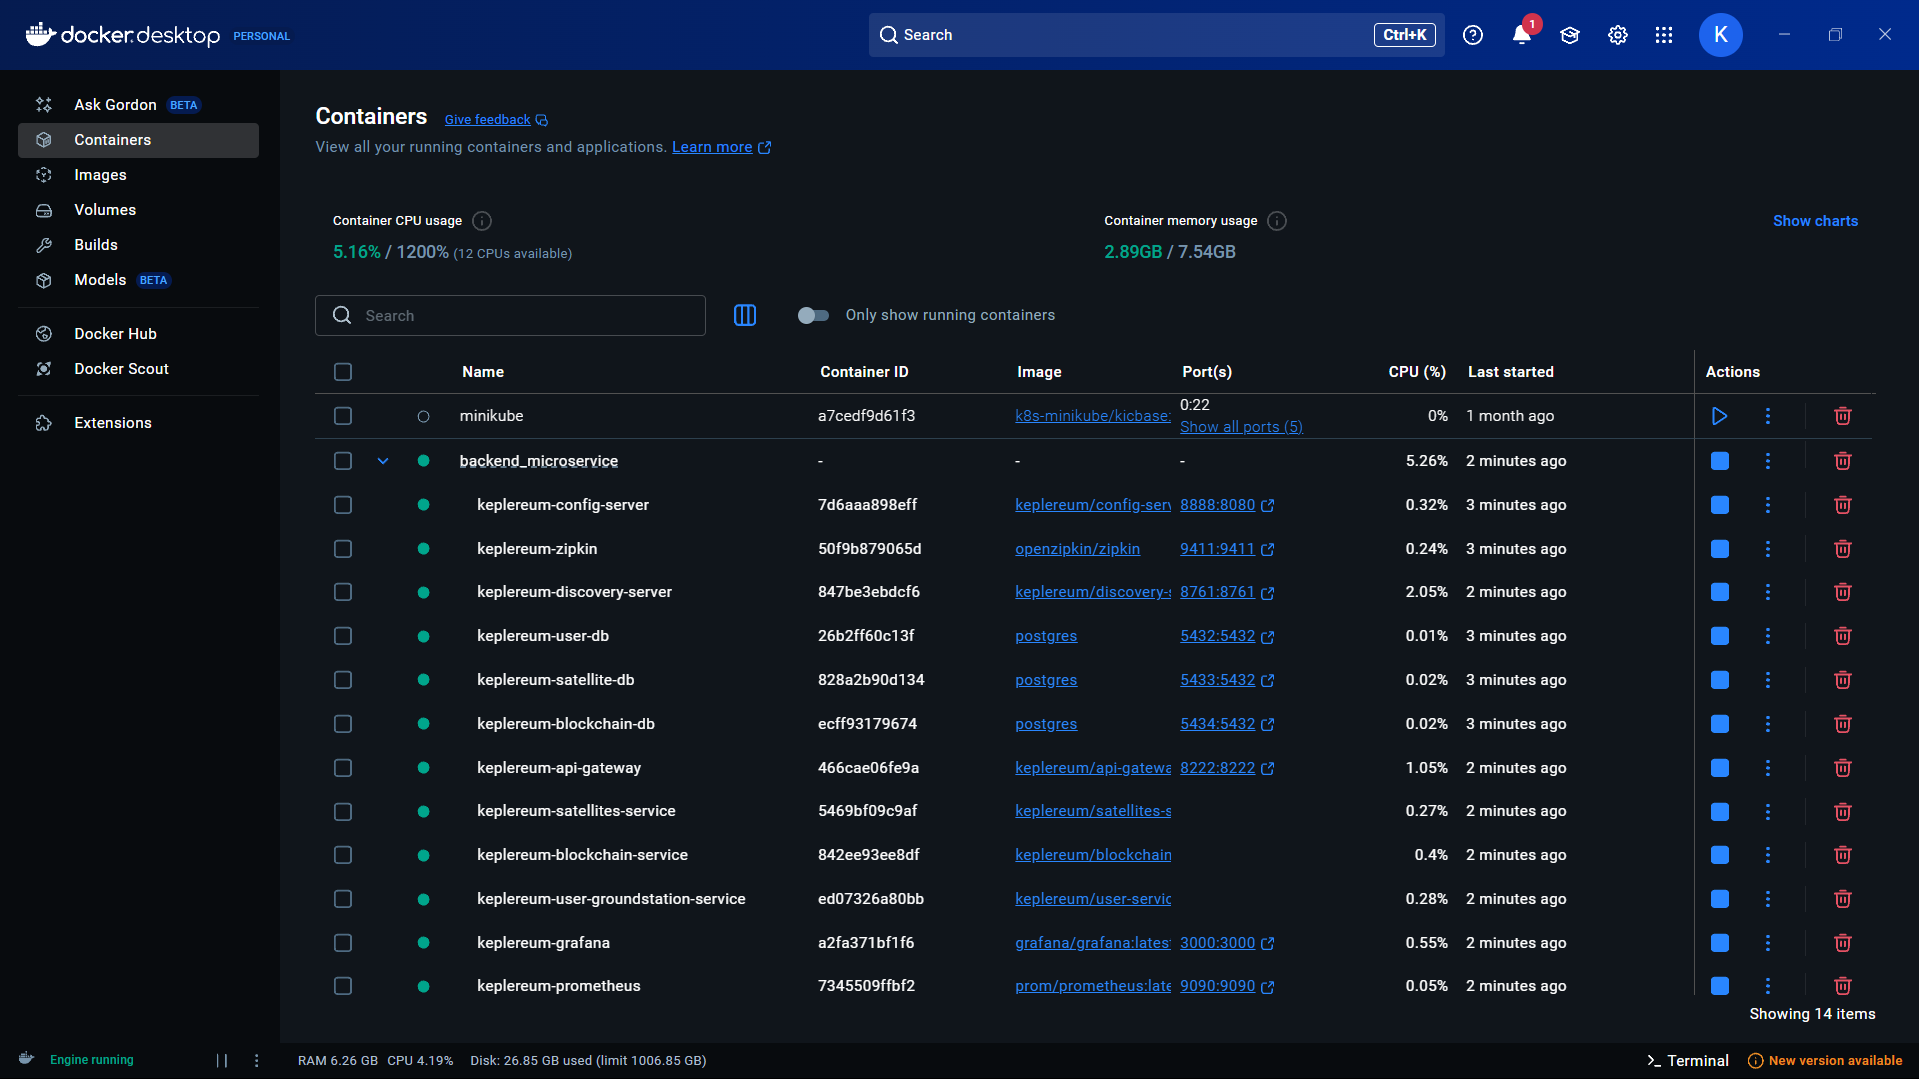 docker.desktop PERSONAL
Search Ctrl+K
1
K
Ask Gordon BETA
Containers
Images
Volumes
Builds
Models BETA
Docker Hub
Docker Scout
Extensions
Containers Give feedback
View all your running containers and applications. Learn more
Container CPU usage
5.16% / 1200% (12 CPUs available)
Container memory usage
2.89GB / 7.54GB
Show charts
Search
Only show running containers
Name Container ID Image Port(s) CPU (%) Last started Actions
minikube a7cedf9d61f3 k8s-minikube/kicbase: 0:22 Show all ports (5) 0% 1 month ago
backend_microservice - - - 5.26% 2 minutes ago
keplereum-config-server 7d6aaa898eff keplereum/config-serv 8888:8080 0.32% 3 minutes ago
keplereum-zipkin 50f9b879065d openzipkin/zipkin 9411:9411 0.24% 3 minutes ago
keplereum-discovery-server 847be3ebdcf6 keplereum/discovery-s 8761:8761 2.05% 2 minutes ago
keplereum-user-db 26b2ff60c13f postgres 5432:5432 0.01% 3 minutes ago
keplereum-satellite-db 828a2b90d134 postgres 5433:5432 0.02% 3 minutes ago
keplereum-blockchain-db ecff93179674 postgres 5434:5432 0.02% 3 minutes ago
keplereum-api-gateway 466cae06fe9a keplereum/api-gatewa 8222:8222 1.05% 2 minutes ago
keplereum-satellites-service 5469bf09c9af keplereum/satellites-s 0.27% 2 minutes ago
keplereum-blockchain-service 842ee93ee8df keplereum/blockchain 0.4% 2 minutes ago
keplereum-user-groundstation-service ed07326a80bb keplereum/user-servic 0.28% 2 minutes ago
keplereum-grafana a2fa371bf1f6 grafana/grafana:latest 3000:3000 0.55% 2 minutes ago
keplereum-prometheus 7345509ffbf2 prom/prometheus:late 9090:9090 0.05% 2 minutes ago
Showing 14 items
Engine running
RAM 6.26 GB CPU 4.19% Disk: 26.85 GB used (limit 1006.85 GB)
Terminal
New version available